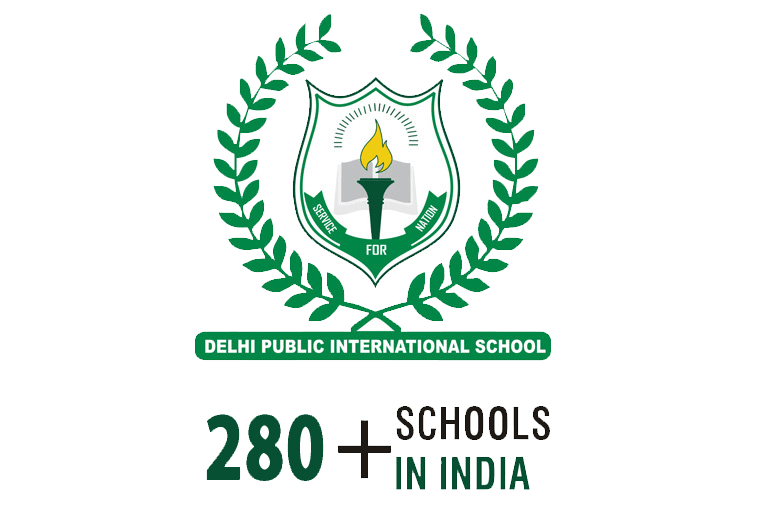 SERVICE
FOR
NATION
DELHI PUBLIC INTERNATIONAL SCHOOL
280+ SCHOOLS
IN INDIA